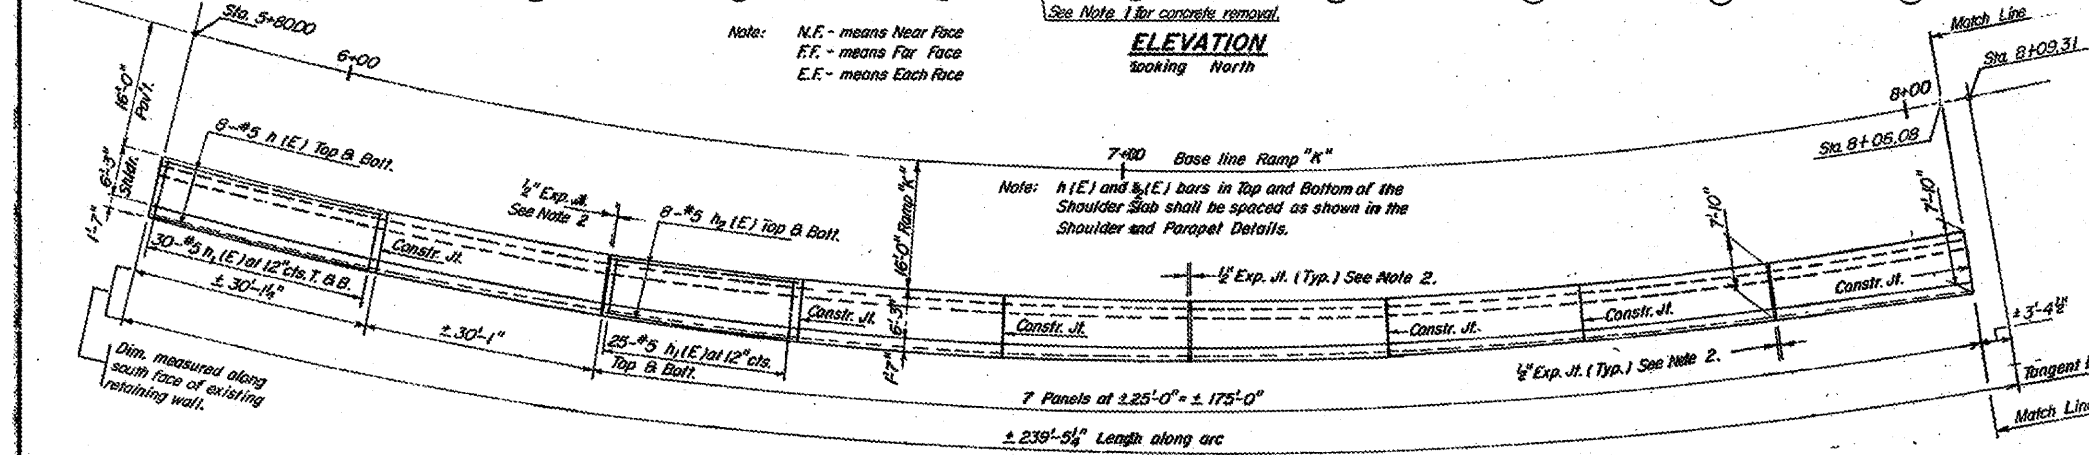 See Note 1 for concrete removal.
ELEVATION
Looking North
Note: N.F. - means Near Face
F.F. - means Far Face
E.F. - means Each Face
Sta. 5+80.00
6+00
16'-0"
Pav't.
6'-3"
Shldr.
1'-7"
8-#5 h(E) Top & Bott.
30-#5 h1(E) at 12"cts. T. & B.
± 30'-1¼"
Constr. Jt.
± 30'-1"
½" Exp. Jt.
See Note 2
8-#5 h2(E) Top & Bott.
25-#5 h1(E) at 12"cts.
Top & Bott.
Dim. measured along
south face of existing
retaining wall.
16'-0" Ramp "K"
6'-3"
1'-7"
7+00
Base line Ramp "K"
Note: h(E) and h2(E) bars in Top and Bottom of the
Shoulder Slab shall be spaced as shown in the
Shoulder and Parapet Details.
½" Exp. Jt. (Typ.) See Note 2.
Constr. Jt.
Constr. Jt.
Constr. Jt.
Constr. Jt.
Constr. Jt.
7'-10"
7'-10"
8+00
Match Line
Sta. 8+09.31
Sta. 8+06.08
½" Exp. Jt. (Typ.) See Note 2.
± 3'-4½"
Tangent
Match Line
7 Panels at ± 25'-0" = ± 175'-0"
± 239'-5¼" Length along arc